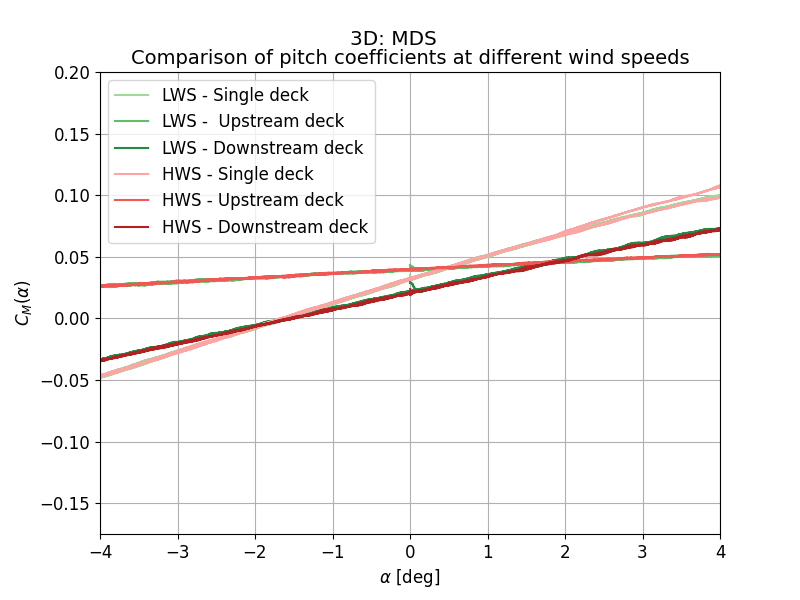 3D: MDS
Comparison of pitch coefficients at different wind speeds
LWS - Single deck
LWS -  Upstream deck
LWS - Downstream deck
HWS - Single deck
HWS - Upstream deck
HWS - Downstream deck
0.20
0.15
0.10
0.05
0.00
−0.05
−0.10
−0.15
C_M(α)
−4 −3 −2 −1 0 1 2 3 4
α [deg]